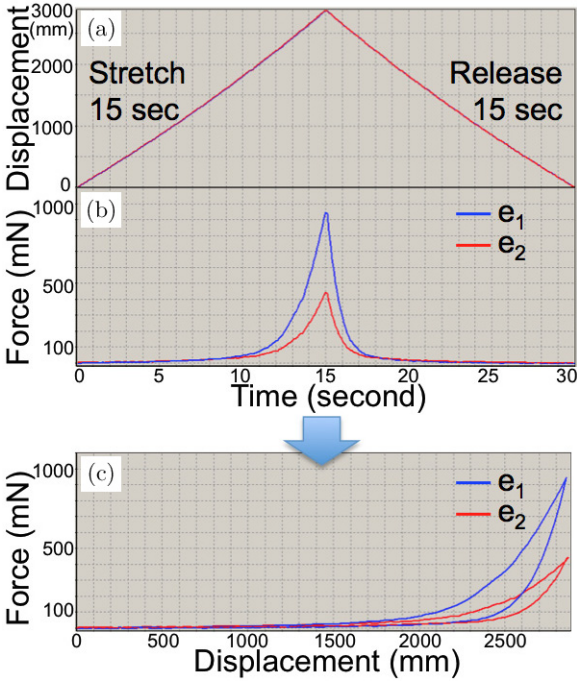 3000
(mm)
(a)
2000
1000
0
Displacement
Stretch
15 sec
Release
15 sec
(b)
1000
500
100
Force (mN)
e1
e2
0 5 10 15 20 25 30
Time (second)
(c)
1000
500
100
Force (mN)
e1
e2
0 500 1000 1500 2000 2500
Displacement (mm)